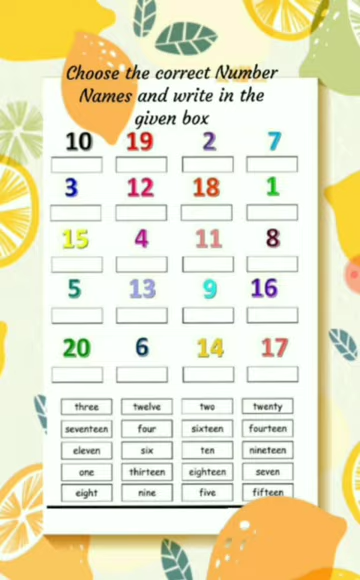 Choose the correct Number
Names and write in the
given box
10 19 2 7
3 12 18 1
15 4 11 8
5 13 9 16
20 6 14 17
three twelve two twenty
seventeen four sixteen fourteen
eleven six ten nineteen
one thirteen eighteen seven
eight nine five fifteen